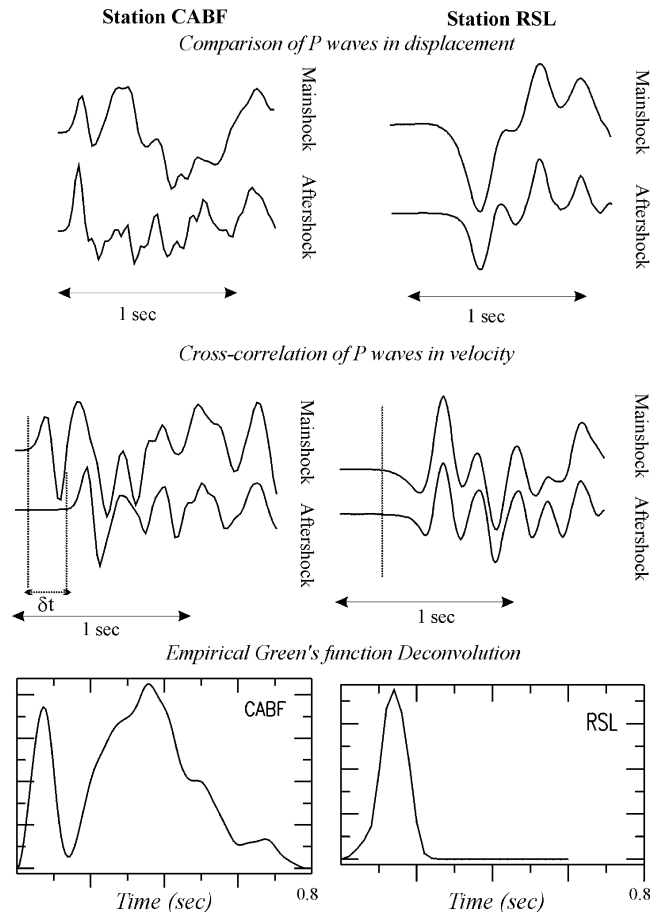 Station CABF
Station RSL
Comparison of P waves in displacement
Mainshock
Aftershock
Mainshock
Aftershock
1 sec
1 sec
Cross-correlation of P waves in velocity
Mainshock
Aftershock
Mainshock
Aftershock
δt
1 sec
1 sec
Empirical Green's function Deconvolution
CABF
RSL
Time (sec)
0.8
Time (sec)
0.8